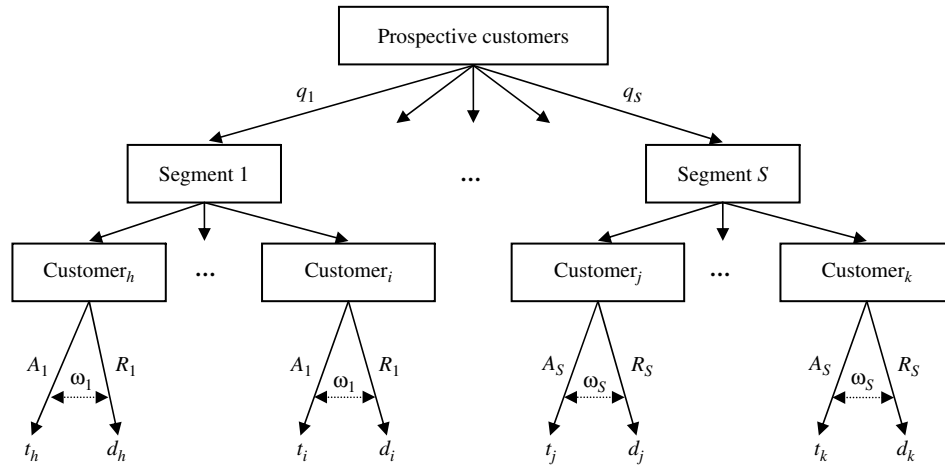 Prospective customers
q1 qS
Segment 1 ... Segment S
Customerh ... Customeri Customerj ... Customerk
A1 R1 A1 R1 AS RS AS RS
ω1 ω1 ωS ωS
th dh ti di tj dj tk dk